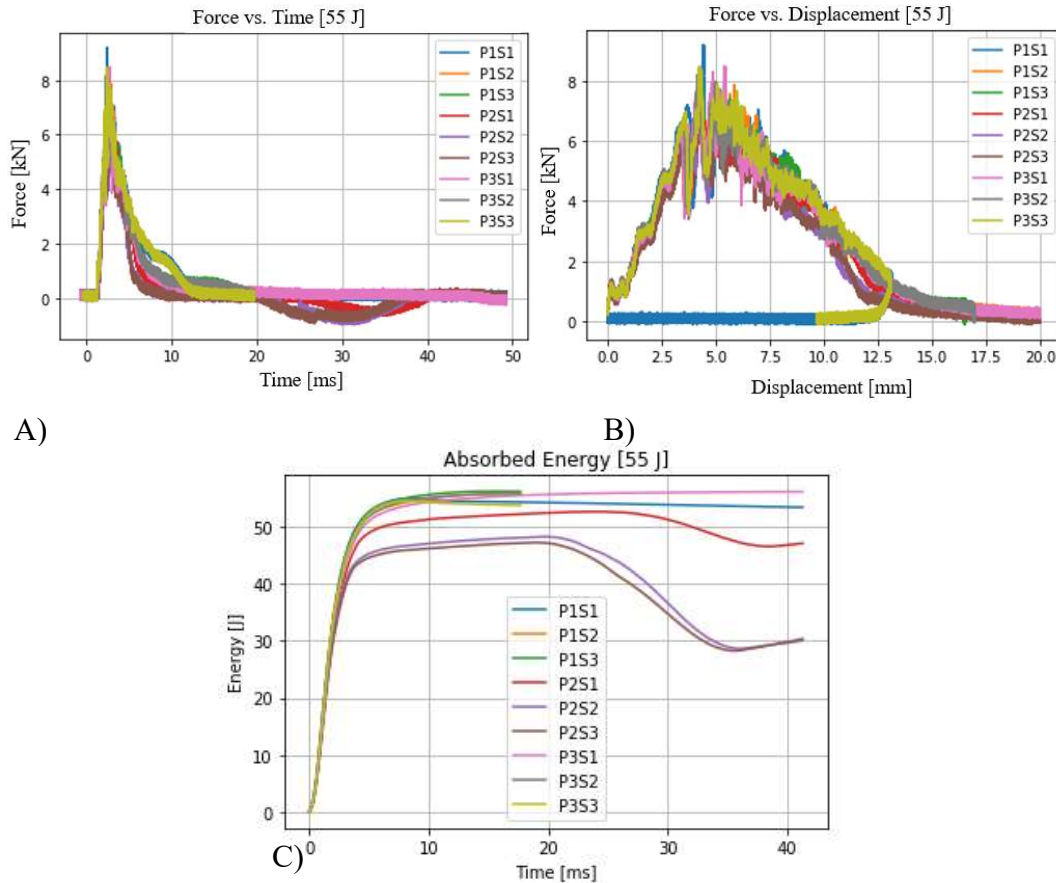 Force vs. Time [55 J]
Force [kN]
8
6
4
2
0
P1S1
P1S2
P1S3
P2S1
P2S2
P2S3
P3S1
P3S2
P3S3
0 10 20 30 40 50
Time [ms]
A)
Force vs. Displacement [55 J]
Force [kN]
8
6
4
2
0
P1S1
P1S2
P1S3
P2S1
P2S2
P2S3
P3S1
P3S2
P3S3
0.0 2.5 5.0 7.5 10.0 12.5 15.0 17.5 20.0
Displacement [mm]
B)
Absorbed Energy [55 J]
Energy [J]
50
40
30
20
10
0
P1S1
P1S2
P1S3
P2S1
P2S2
P2S3
P3S1
P3S2
P3S3
0 10 20 30 40
Time [ms]
C)